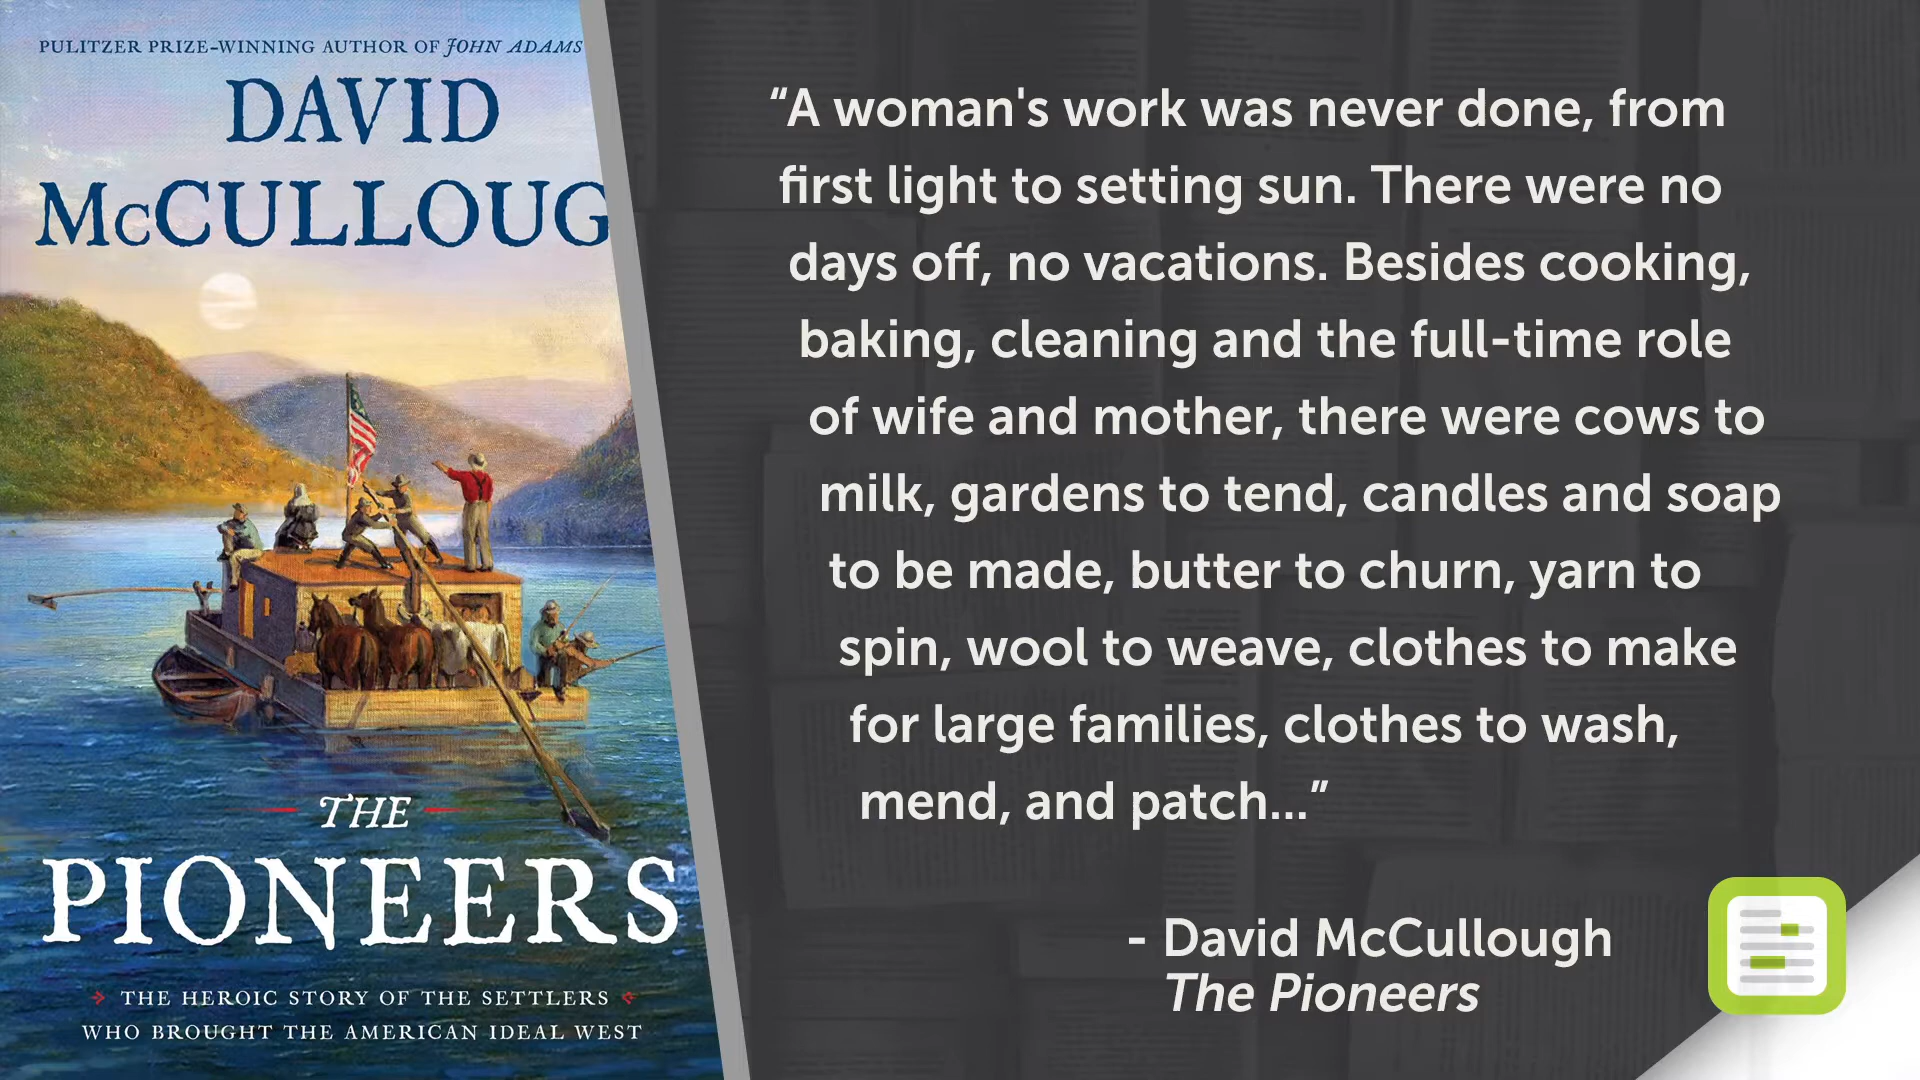 PULITZER PRIZE-WINNING AUTHOR OF JOHN ADAMS
DAVID
McCULLOUG
THE
PIONEERS
THE HEROIC STORY OF THE SETTLERS
WHO BROUGHT THE AMERICAN IDEAL WEST
“A woman's work was never done, from
first light to setting sun. There were no
days off, no vacations. Besides cooking,
baking, cleaning and the full-time role
of wife and mother, there were cows to
milk, gardens to tend, candles and soap
to be made, butter to churn, yarn to
spin, wool to weave, clothes to make
for large families, clothes to wash,
mend, and patch...”
- David McCullough
The Pioneers